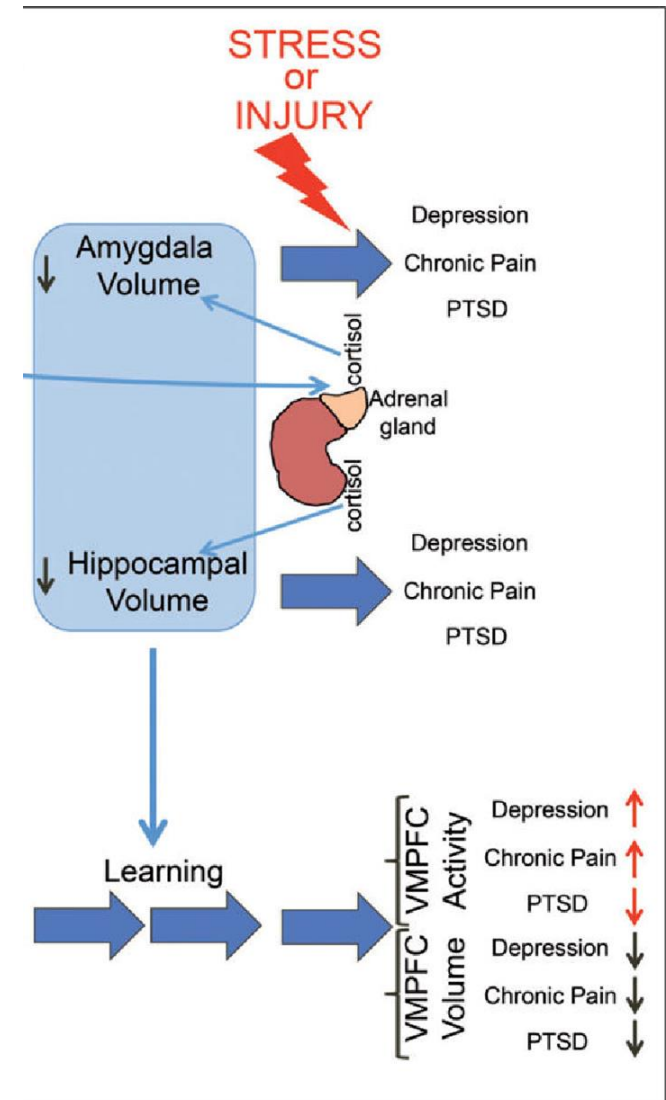 STRESS
or
INJURY
Depression
Chronic Pain
PTSD
Amygdala
Volume
cortisol
Adrenal
gland
cortisol
Hippocampal
Volume
Depression
Chronic Pain
PTSD
Learning
VMPFC
Activity
Depression
Chronic Pain
PTSD
VMPFC
Volume
Depression
Chronic Pain
PTSD